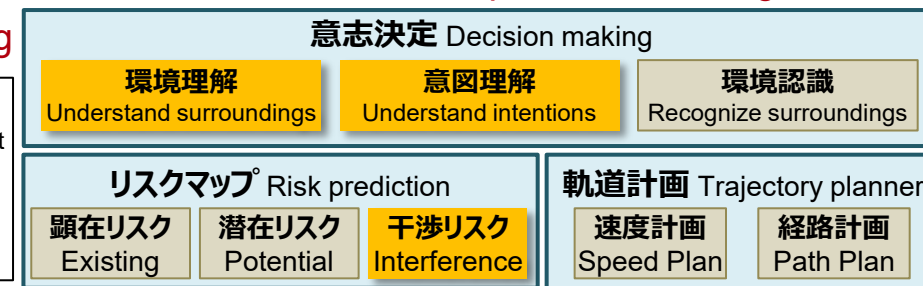 g
意志決定 Decision making
環境理解
Understand surroundings
意図理解
Understand intentions
環境認識
Recognize surroundings
t
リスクマップ Risk prediction
顕在リスク
Existing
潜在リスク
Potential
干渉リスク
Interference
軌道計画 Trajectory planner
速度計画
Speed Plan
経路計画
Path Plan